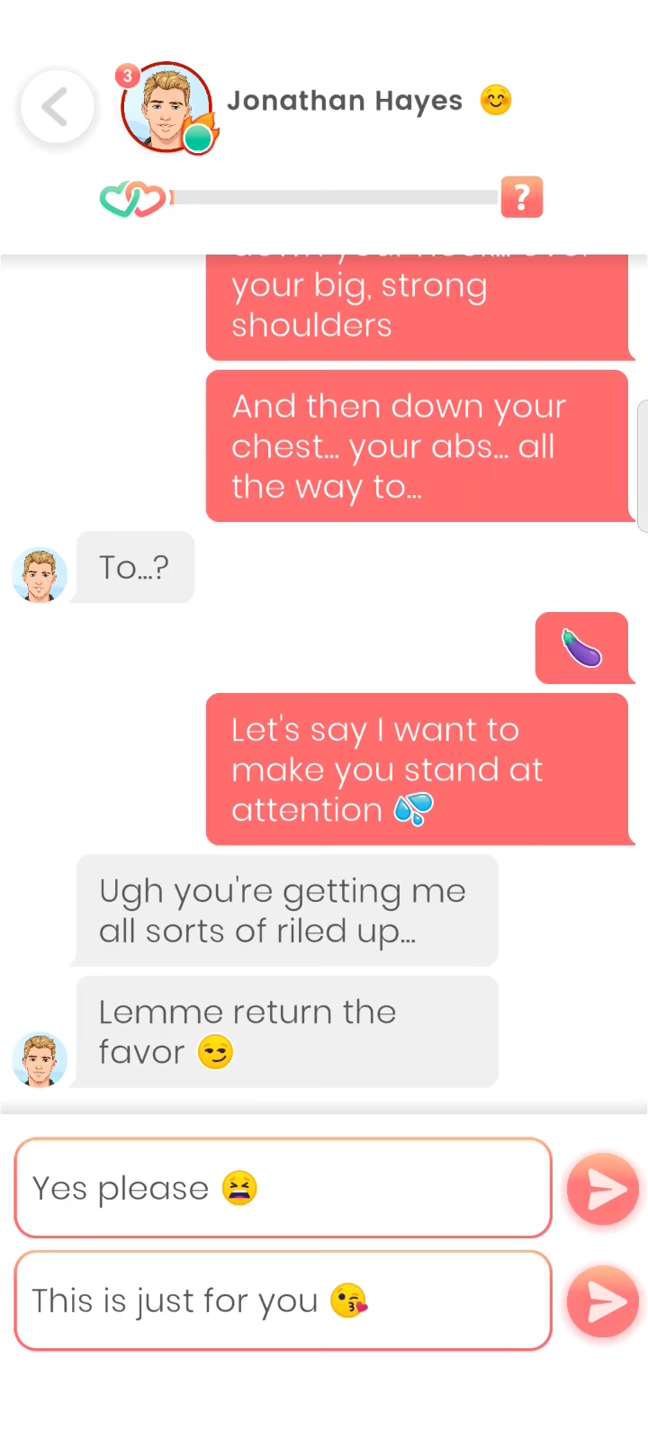 3
Jonathan Hayes 😊
?
your big, strong
shoulders
And then down your
chest... your abs... all
the way to...
To...?
🍆
Let's say I want to
make you stand at
attention 💦
Ugh you're getting me
all sorts of riled up...
Lemme return the
favor 😏
Yes please 😫
This is just for you 😘